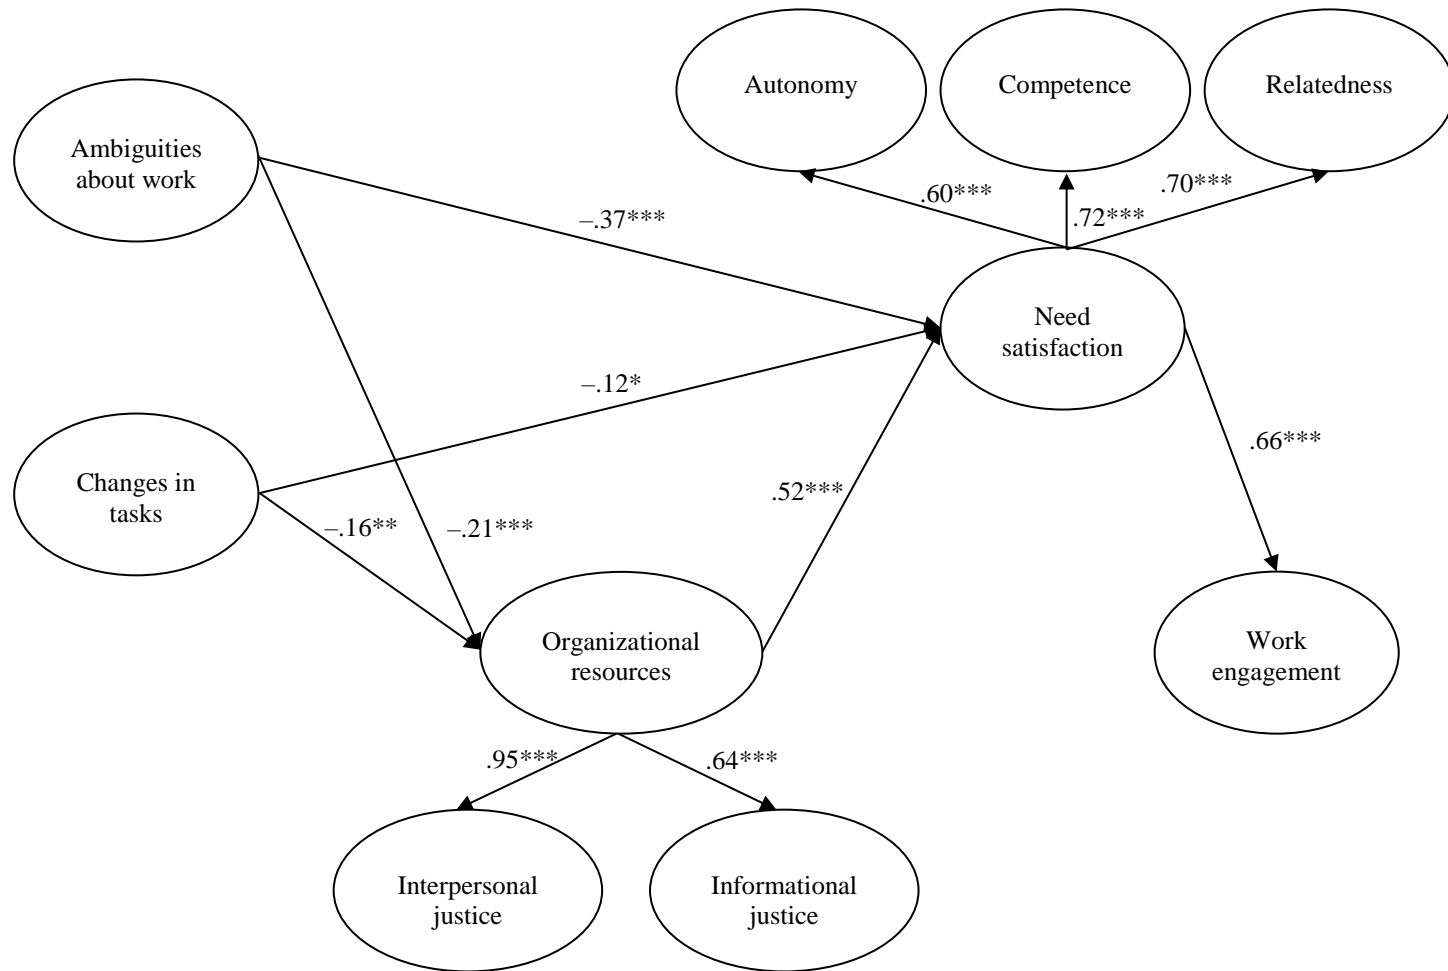 Autonomy
Competence
Relatedness
Ambiguities
about work
.60***
.72***
.70***
–.37***
Need
satisfaction
–.12*
Changes in
tasks
.66***
.52***
–.16**
–.21***
Organizational
resources
Work
engagement
.95***
.64***
Interpersonal
justice
Informational
justice